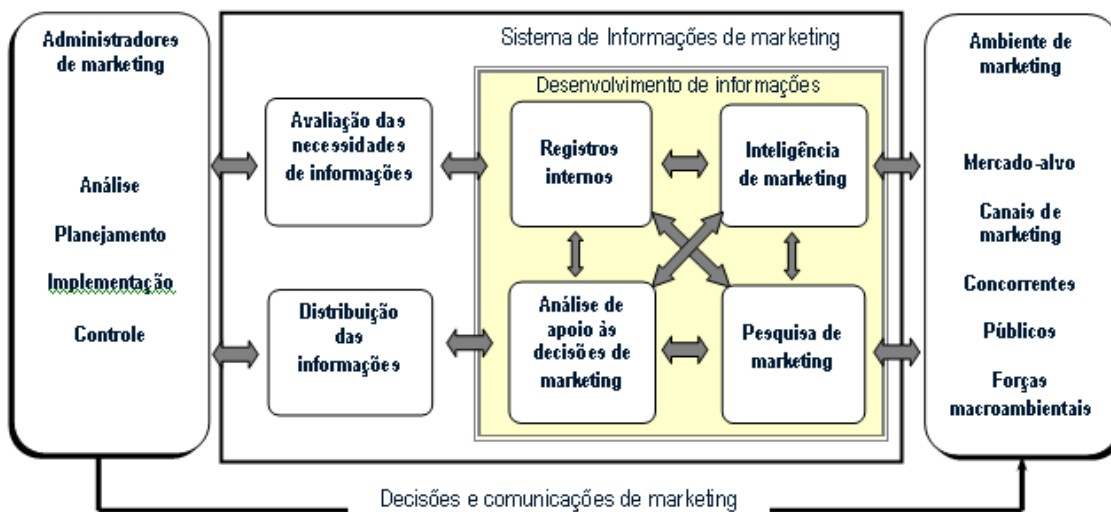 Administradores
de marketing
Análise
Planejamento
Implementação
Controle
Sistema de Informações de marketing
Avaliação das
necessidades
de informações
Distribuição
das
informações
Desenvolvimento de informações
Registros
internos
Inteligência
de marketing
Análise de
apoio às
decisões de
marketing
Pesquisa de
marketing
Ambiente de
marketing
Mercado-alvo
Canais de
marketing
Concorrentes
Públicos
Forças
macroambientais
Decisões e comunicações de marketing